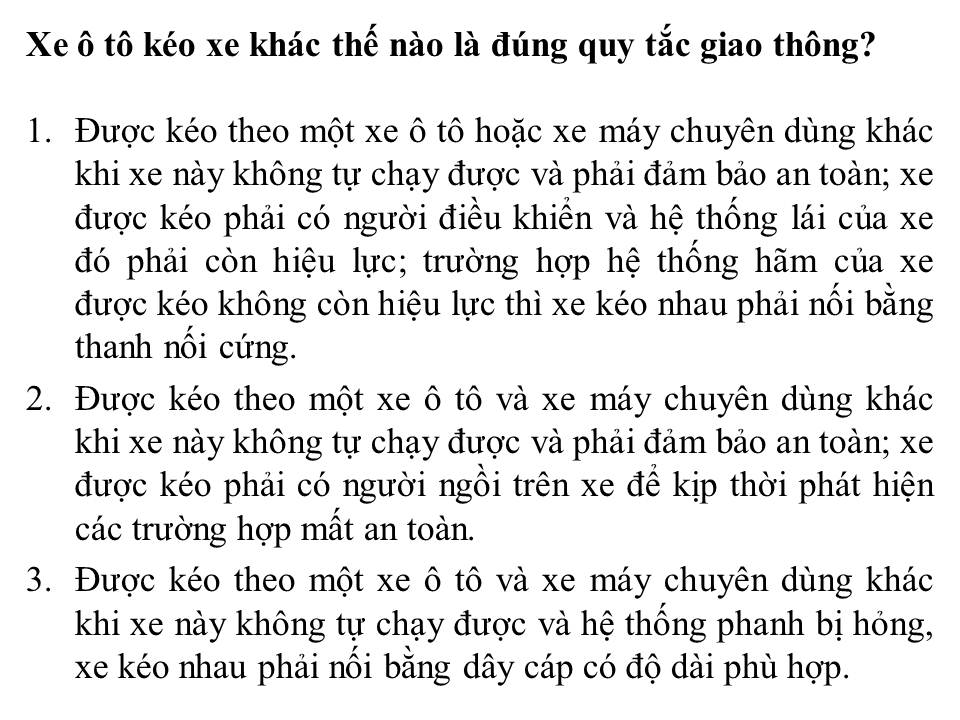 Xe ô tô kéo xe khác thế nào là đúng quy tắc giao thông?
1. Được kéo theo một xe ô tô hoặc xe máy chuyên dùng khác
khi xe này không tự chạy được và phải đảm bảo an toàn; xe
được kéo phải có người điều khiển và hệ thống lái của xe
đó phải còn hiệu lực; trường hợp hệ thống hãm của xe
được kéo không còn hiệu lực thì xe kéo nhau phải nối bằng
thanh nối cứng.
2. Được kéo theo một xe ô tô và xe máy chuyên dùng khác
khi xe này không tự chạy được và phải đảm bảo an toàn; xe
được kéo phải có người ngồi trên xe để kịp thời phát hiện
các trường hợp mất an toàn.
3. Được kéo theo một xe ô tô và xe máy chuyên dùng khác
khi xe này không tự chạy được và hệ thống phanh bị hỏng,
xe kéo nhau phải nối bằng dây cáp có độ dài phù hợp.